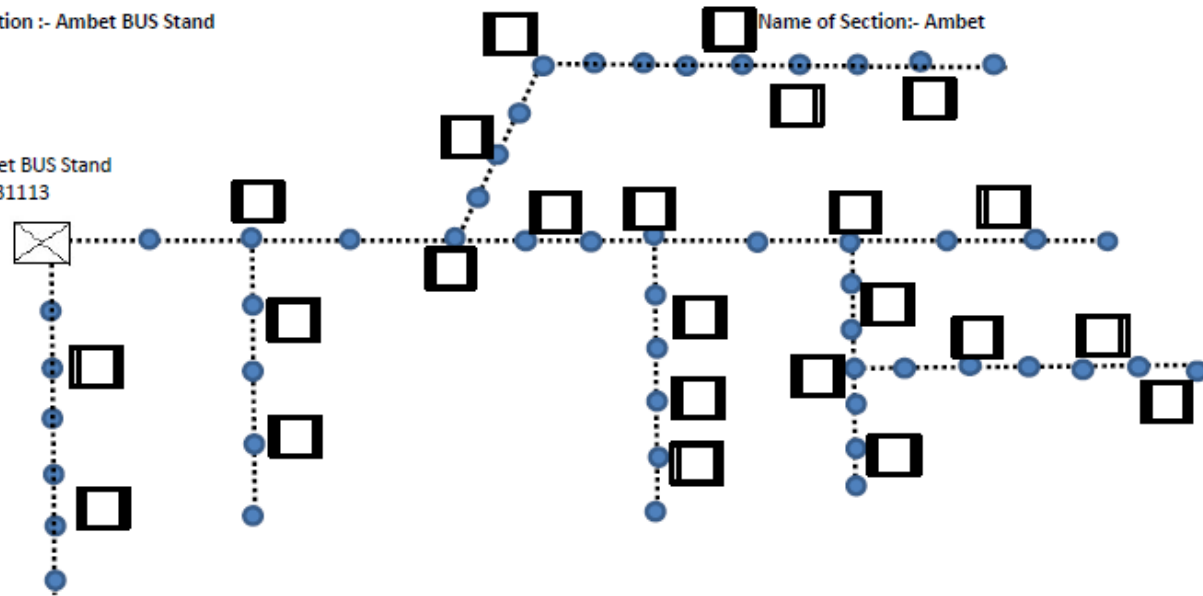 tion :- Ambet BUS Stand
Name of Section:- Ambet
et BUS Stand
31113